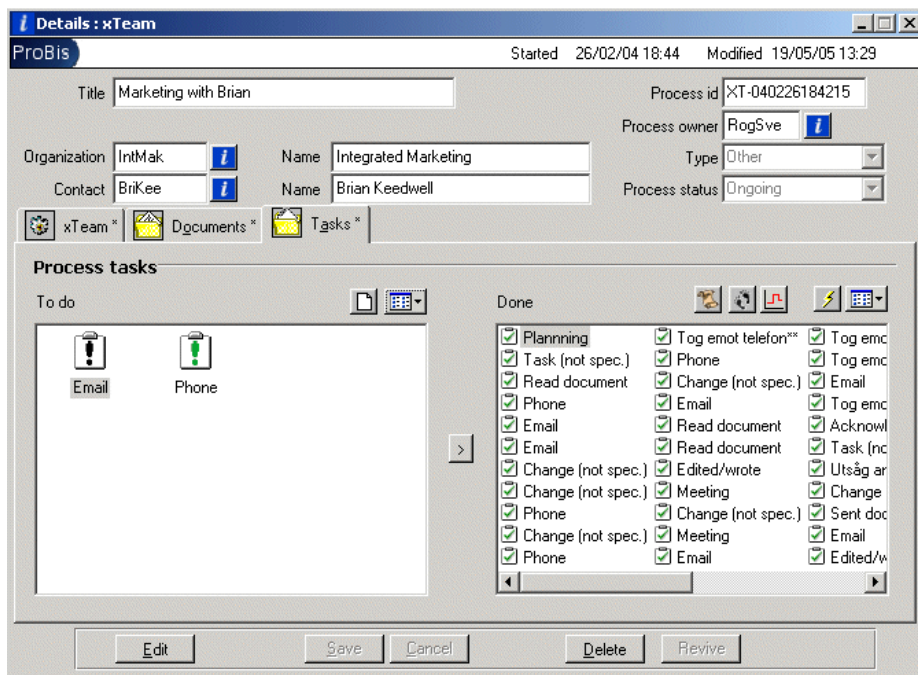 Details : xTeam
ProBis Started 26/02/04 18:44 Modified 19/05/05 13:29
Title Marketing with Brian Process id XT-040226184215
Process owner RogSve
Organization IntMak Name Integrated Marketing Type Other
Contact BriKee Name Brian Keedwell Process status Ongoing
xTeam * Documents * Tasks *
Process tasks
To do Done
Email Phone
Plannning Tog emot telefon** Tog emo
Task (not spec.) Phone Tog emo
Read document Change (not spec.) Email
Phone Email Tog emo
Email Read document Acknowl
Email Read document Task (no
Change (not spec.) Edited/wrote Utsåg ar
Change (not spec.) Meeting Change
Phone Change (not spec.) Sent doc
Change (not spec.) Meeting Email
Phone Email Edited/w
>
Edit Save Cancel Delete Revive